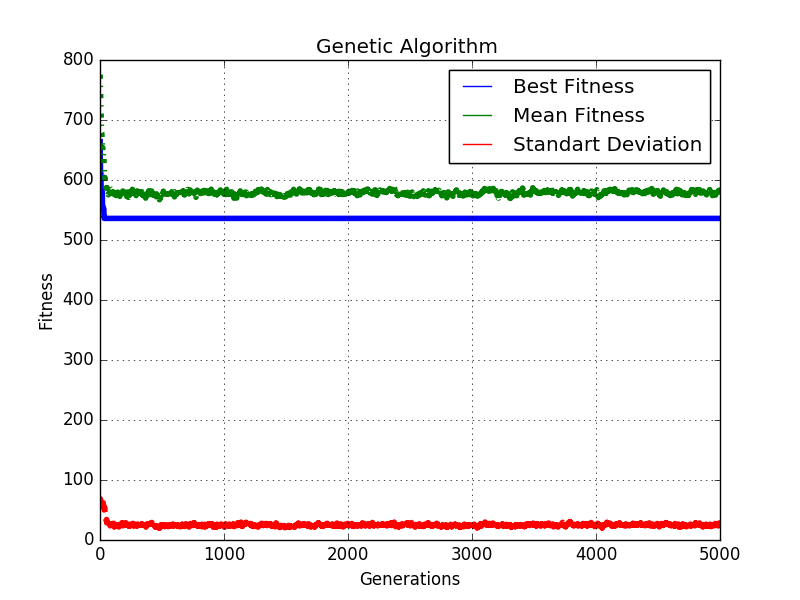 Genetic Algorithm
Best Fitness
Mean Fitness
Standart Deviation
800
700
600
500
400
300
200
100
0
Fitness
0 1000 2000 3000 4000 5000
Generations